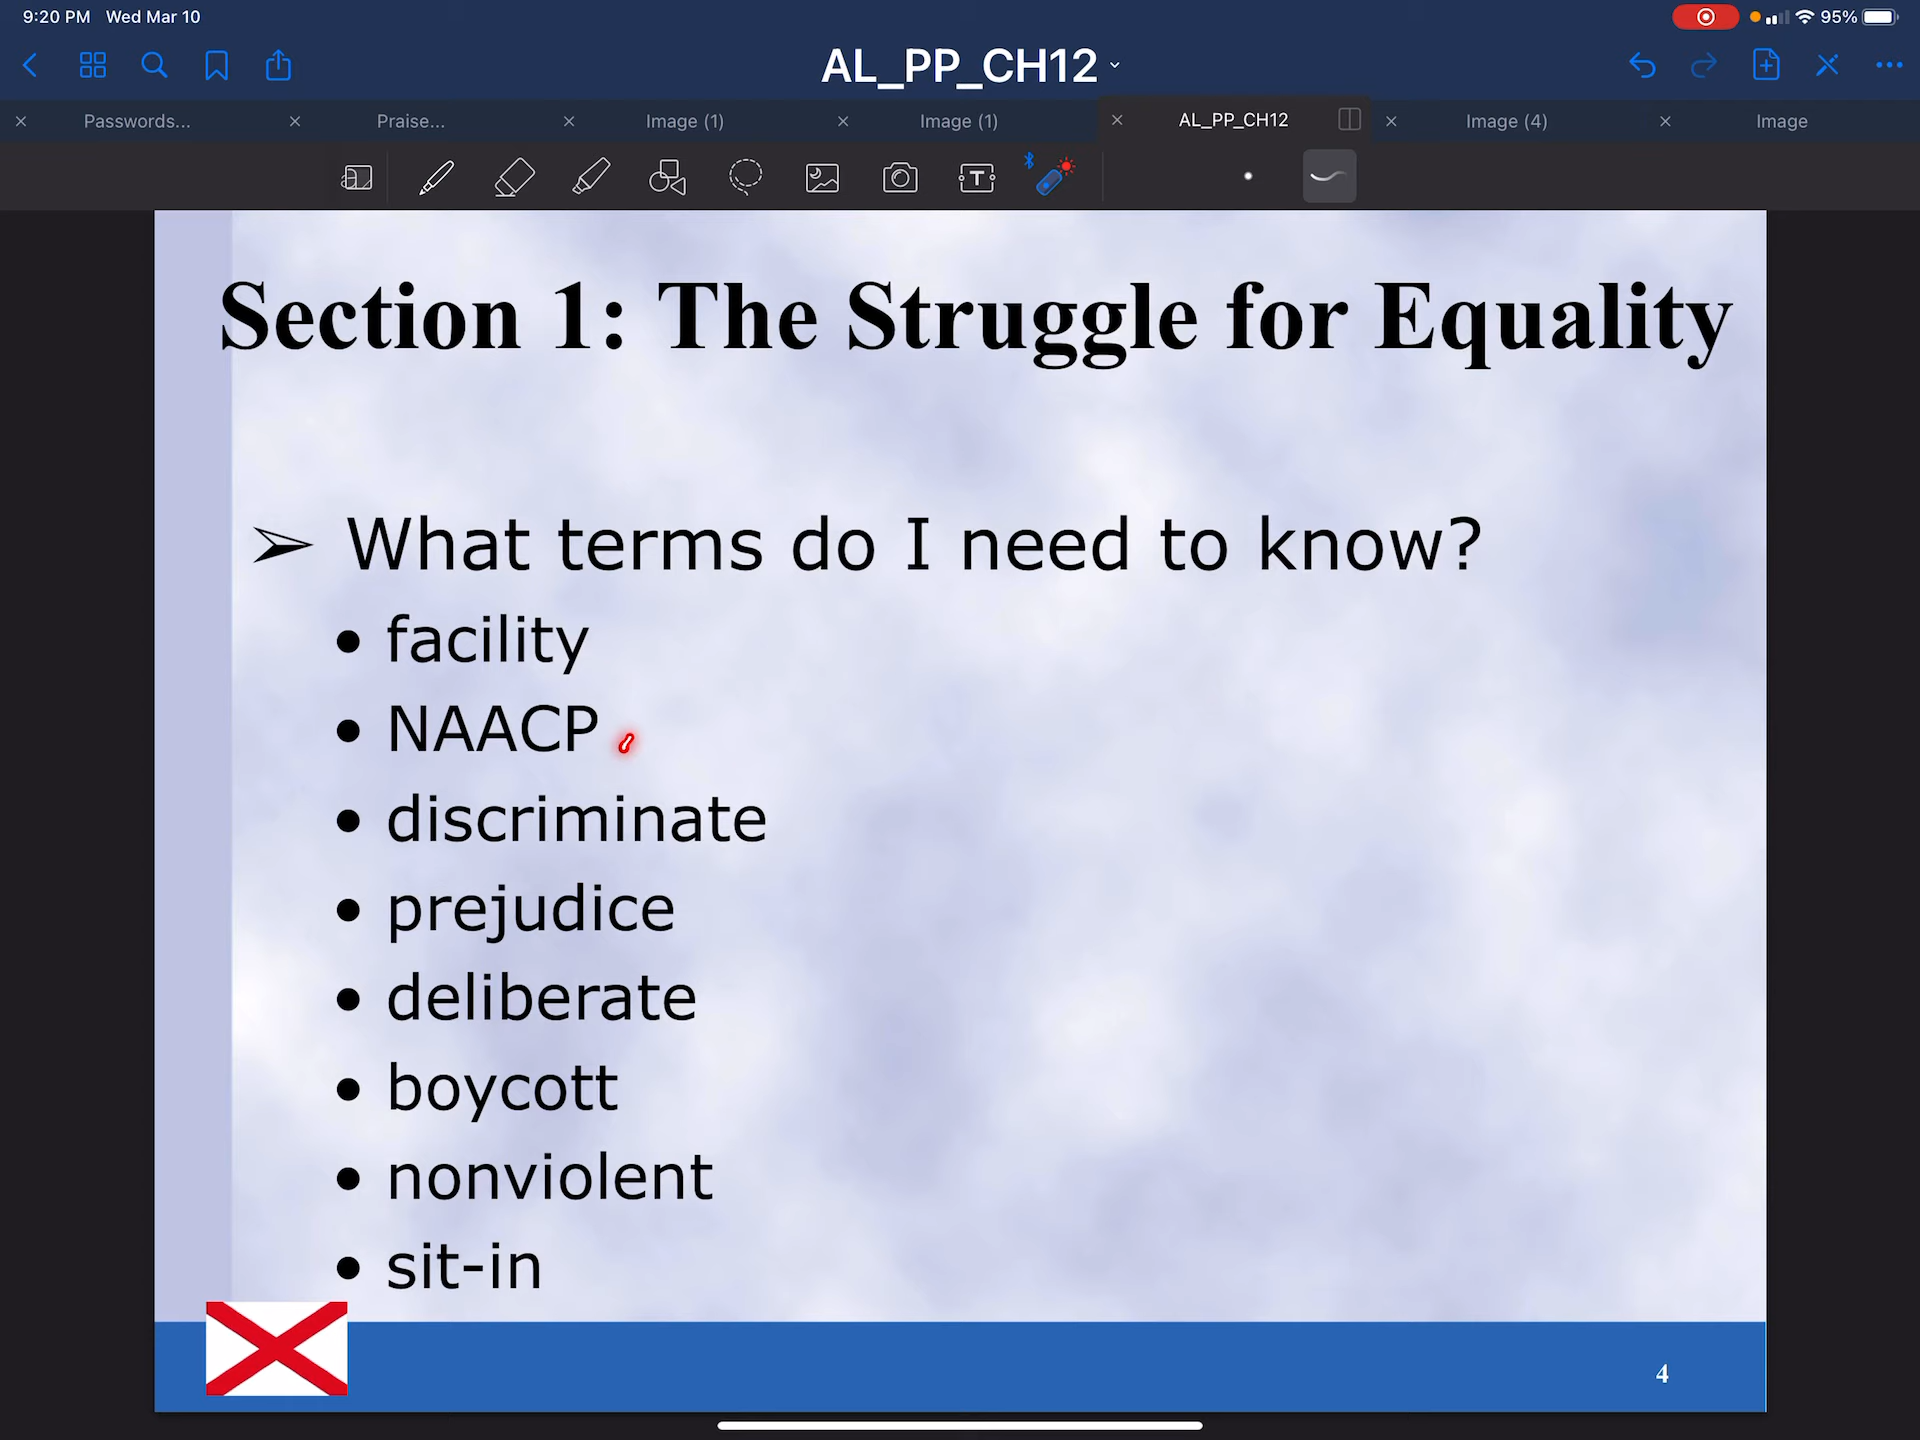 9:20 PM Wed Mar 10
95%
AL_PP_CH12
Passwords...
Praise...
Image (1)
Image (1)
AL_PP_CH12
Image (4)
Image
T
Section 1: The Struggle for Equality
➢ What terms do I need to know?
• facility
• NAACP
• discriminate
• prejudice
• deliberate
• boycott
• nonviolent
• sit-in
4